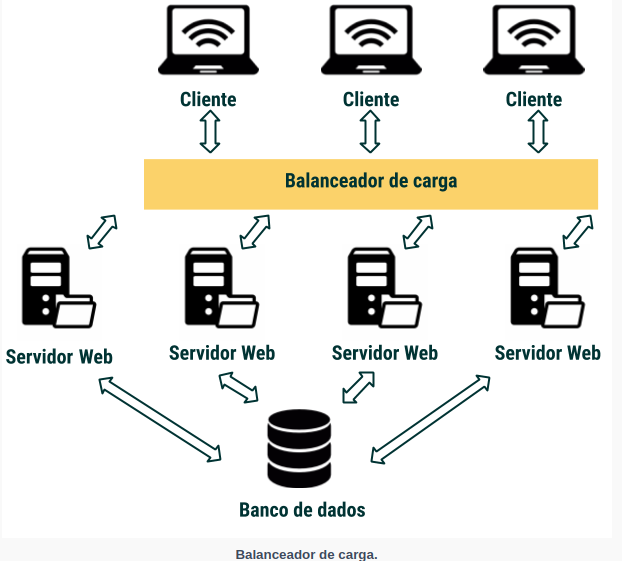 Cliente
Cliente
Cliente
Balanceador de carga
Servidor Web
Servidor Web
Servidor Web
Servidor Web
Banco de dados
Balanceador de carga.